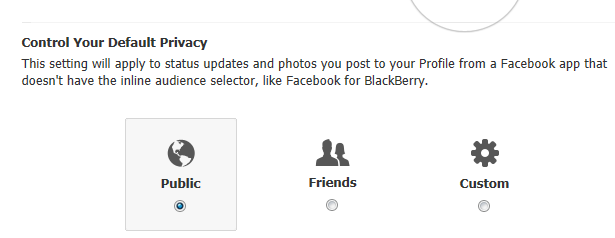 Control Your Default Privacy
This setting will apply to status updates and photos you post to your Profile from a Facebook app that
doesn't have the inline audience selector, like Facebook for BlackBerry.
Public Friends Custom